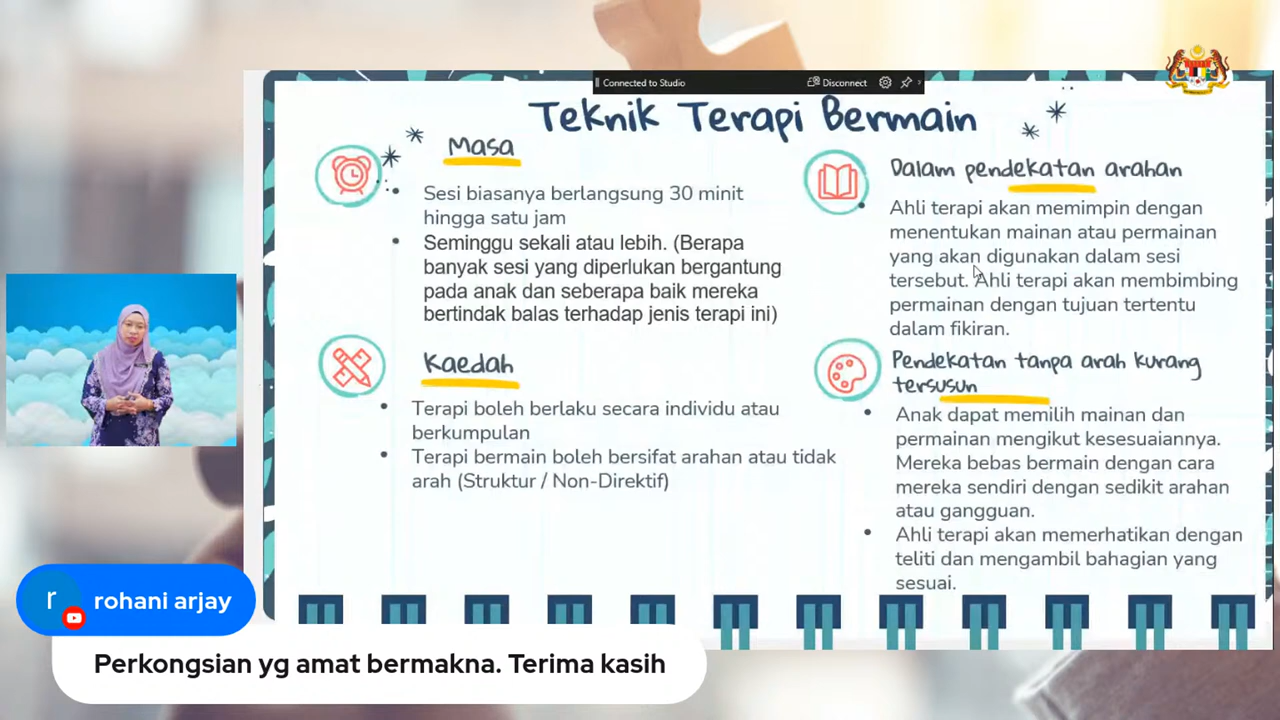 Connected to Studio
Disconnect
Teknik Terapi Bermain
Masa
Sesi biasanya berlangsung 30 minit
hingga satu jam
Seminggu sekali atau lebih. (Berapa
banyak sesi yang diperlukan bergantung
pada anak dan seberapa baik mereka
bertindak balas terhadap jenis terapi ini)
Kaedah
Terapi boleh berlaku secara individu atau
berkumpulan
Terapi bermain boleh bersifat arahan atau tidak
arah (Struktur / Non-Direktif)
Dalam pendekatan arahan
Ahli terapi akan memimpin dengan
menentukan mainan atau permainan
yang akan digunakan dalam sesi
tersebut. Ahli terapi akan membimbing
permainan dengan tujuan tertentu
dalam fikiran.
Pendekatan tanpa arah kurang
tersusun
Anak dapat memilih mainan dan
permainan mengikut kesesuaiannya.
Mereka bebas bermain dengan cara
mereka sendiri dengan sedikit arahan
atau gangguan.
Ahli terapi akan memerhatikan dengan
teliti dan mengambil bahagian yang
sesuai.
r
rohani arjay
Perkongsian yg amat bermakna. Terima kasih